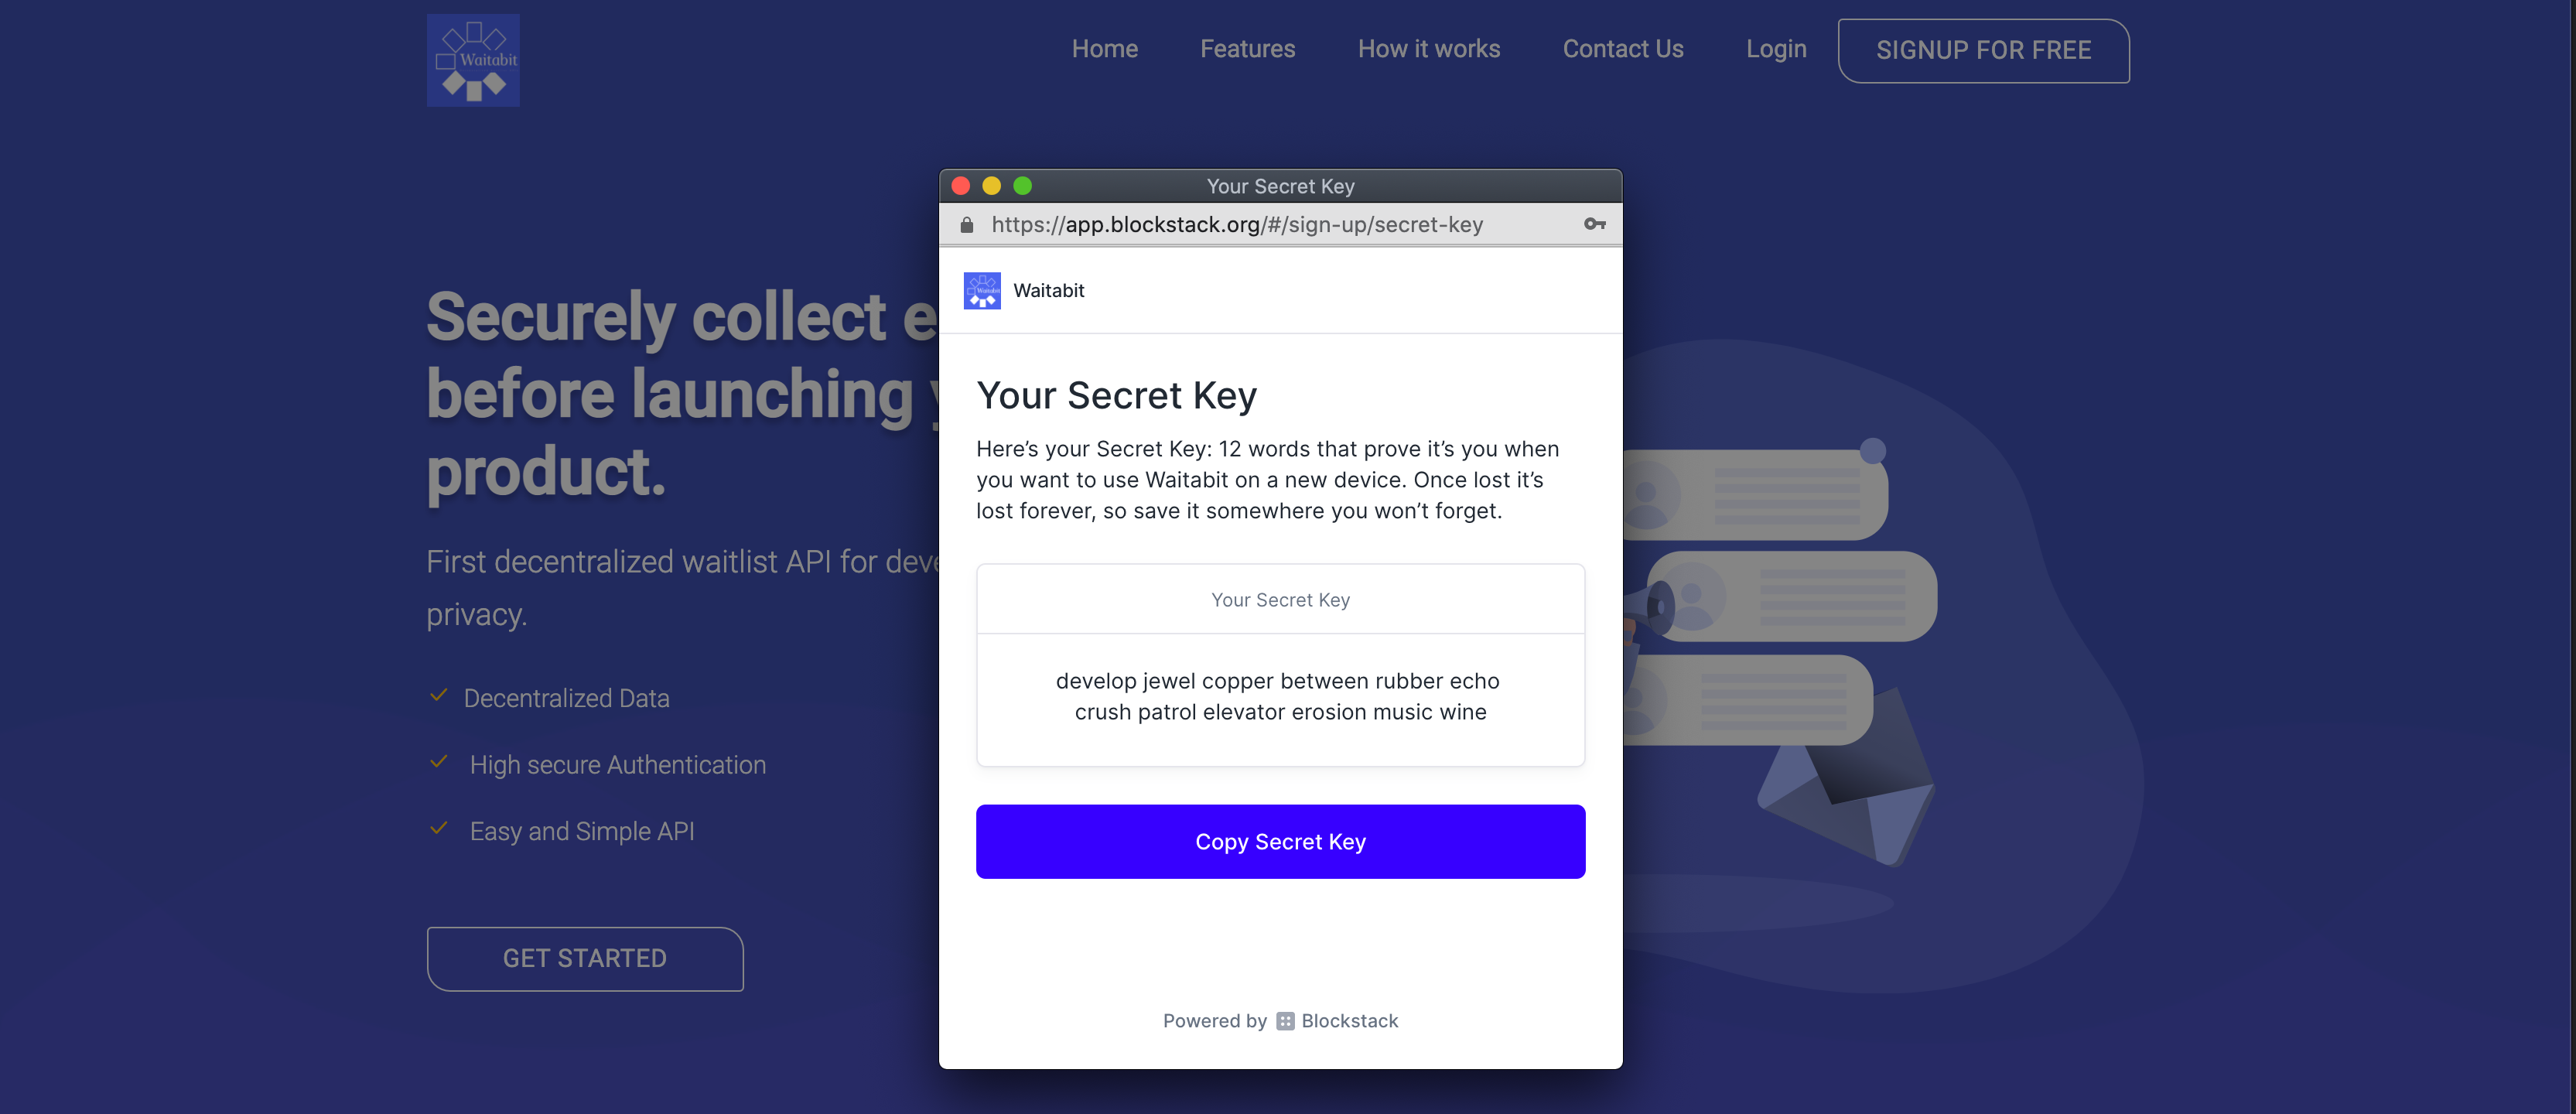 Waitabit
Home Features How it works Contact Us Login SIGNUP FOR FREE
Securely collect e
before launching
product.
First decentralized waitlist API for deve
privacy.
Decentralized Data
High secure Authentication
Easy and Simple API
GET STARTED
Your Secret Key
https://app.blockstack.org/#/sign-up/secret-key
Waitabit
Waitabit
Your Secret Key
Here’s your Secret Key: 12 words that prove it’s you when
you want to use Waitabit on a new device. Once lost it’s
lost forever, so save it somewhere you won’t forget.
Your Secret Key
develop jewel copper between rubber echo
crush patrol elevator erosion music wine
Copy Secret Key
Powered by Blockstack